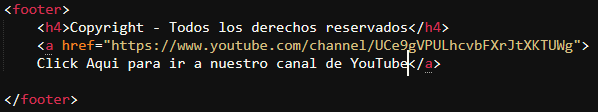 <footer>
<h4>Copyright - Todos los derechos reservados</h4>
<a href="https://www.youtube.com/channel/UCe9gVPULhcvbFXrJtXKTUWg">
Click Aqui para ir a nuestro canal de YouTube</a>
</footer>